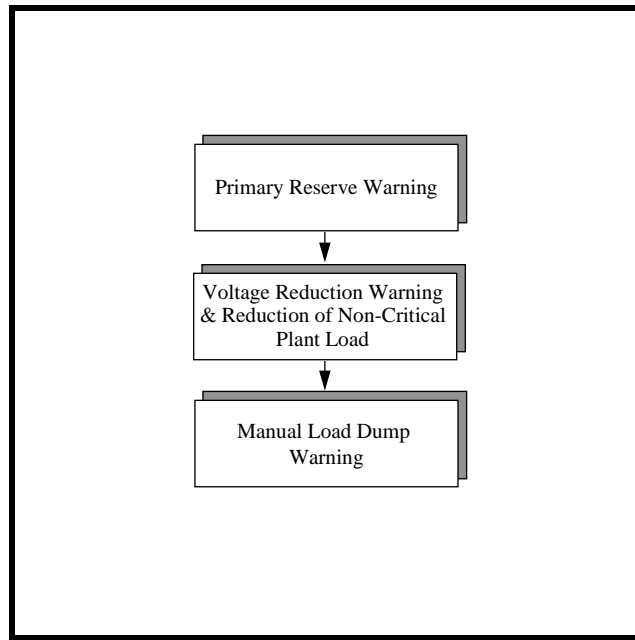 Primary Reserve Warning
Voltage Reduction Warning
& Reduction of Non-Critical
Plant Load
Manual Load Dump
Warning